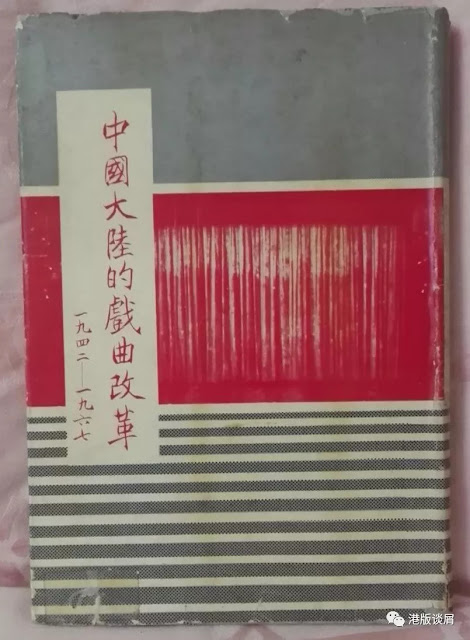 中國大陸的戲曲改革
一九四二—一九六七
港版谈屑